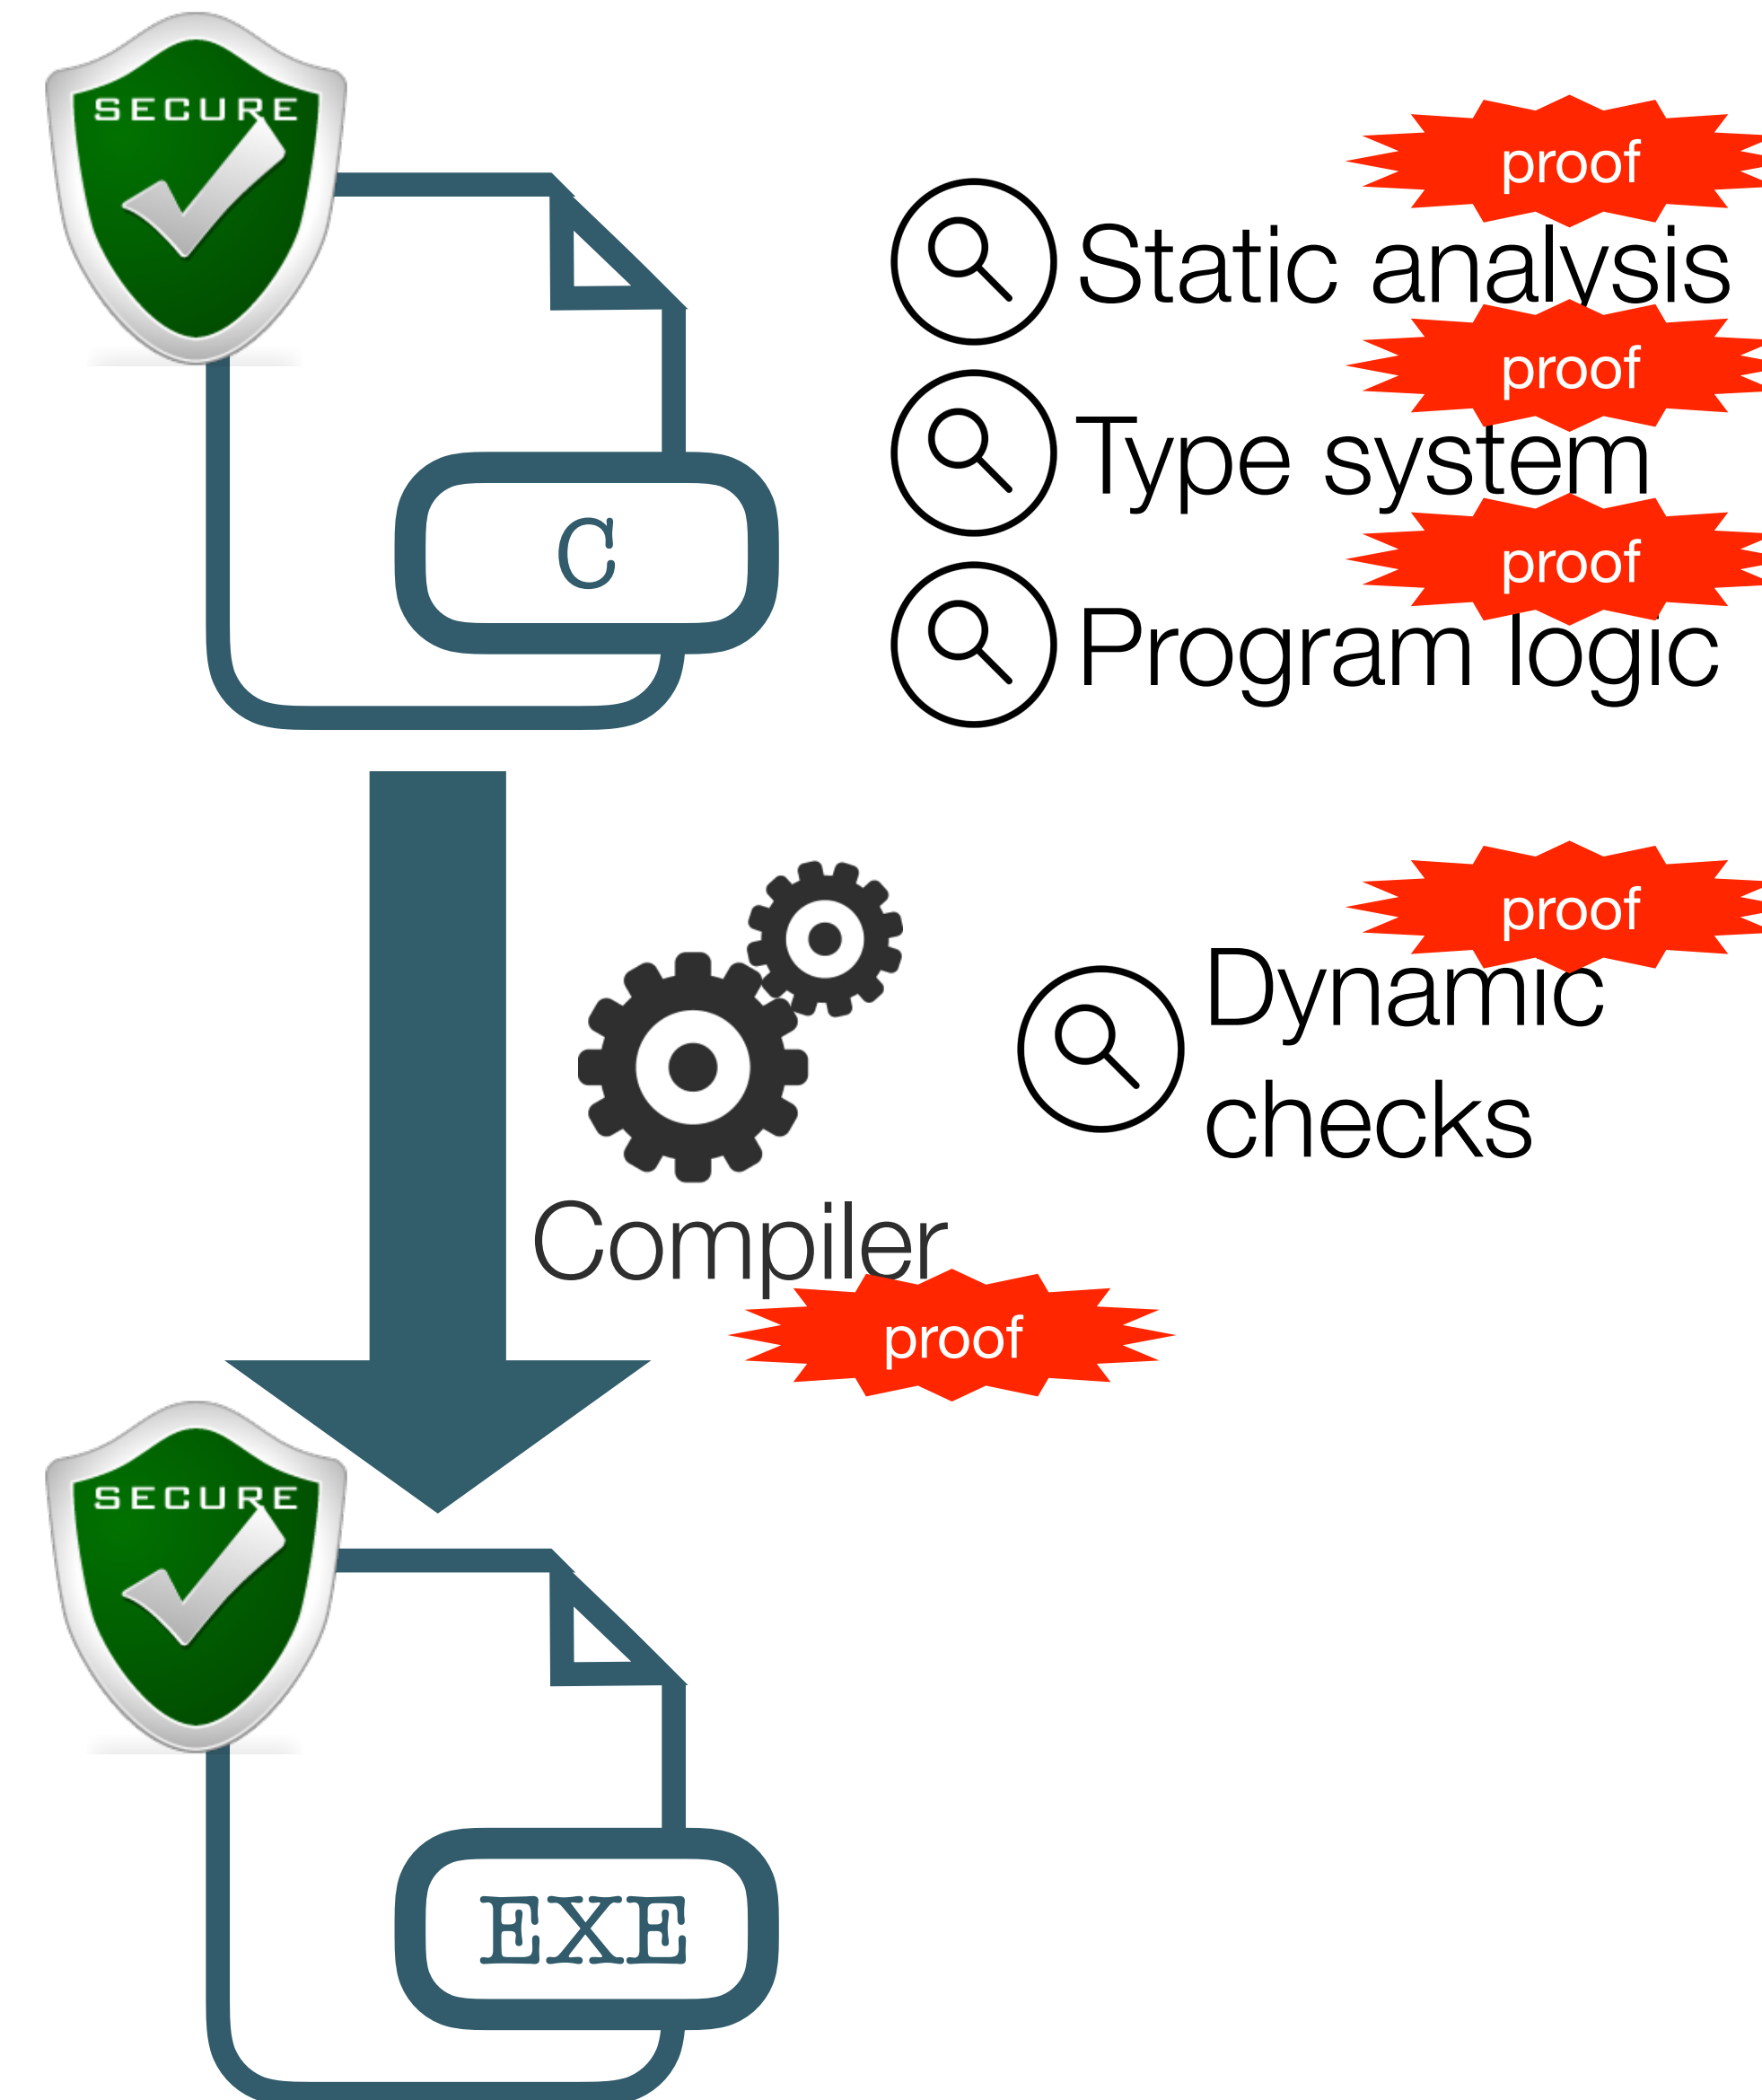 SECURE
proof
Static analysis
proof
C
Type system
proof
Program logic
proof
Dynamic
checks
Compiler
proof
SECURE
EXE